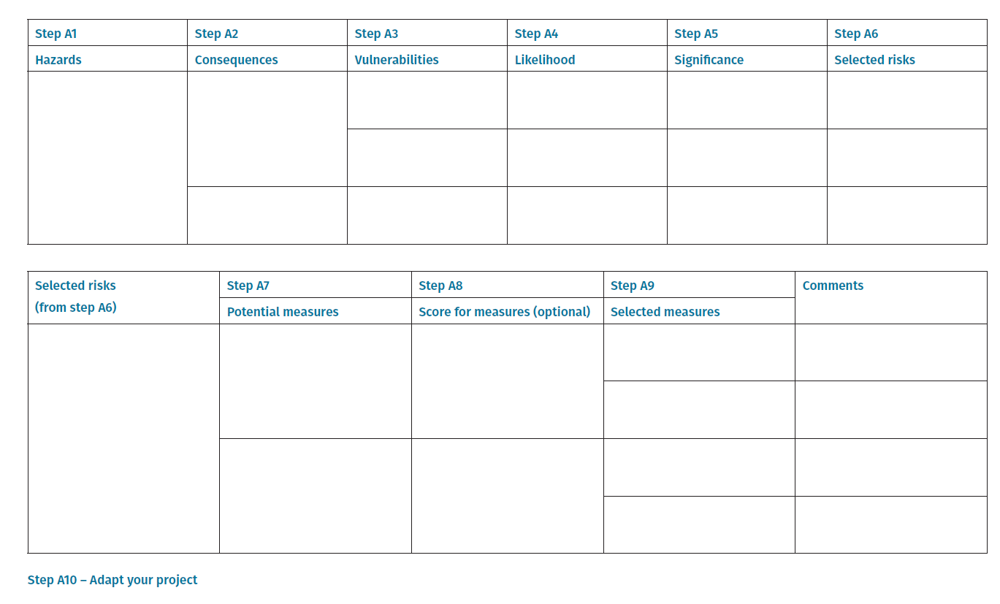 Step A1
Step A2
Step A3
Step A4
Step A5
Step A6
Hazards
Consequences
Vulnerabilities
Likelihood
Significance
Selected risks
Selected risks
(from step A6)
Step A7
Step A8
Step A9
Comments
Potential measures
Score for measures (optional)
Selected measures
Step A10 – Adapt your project